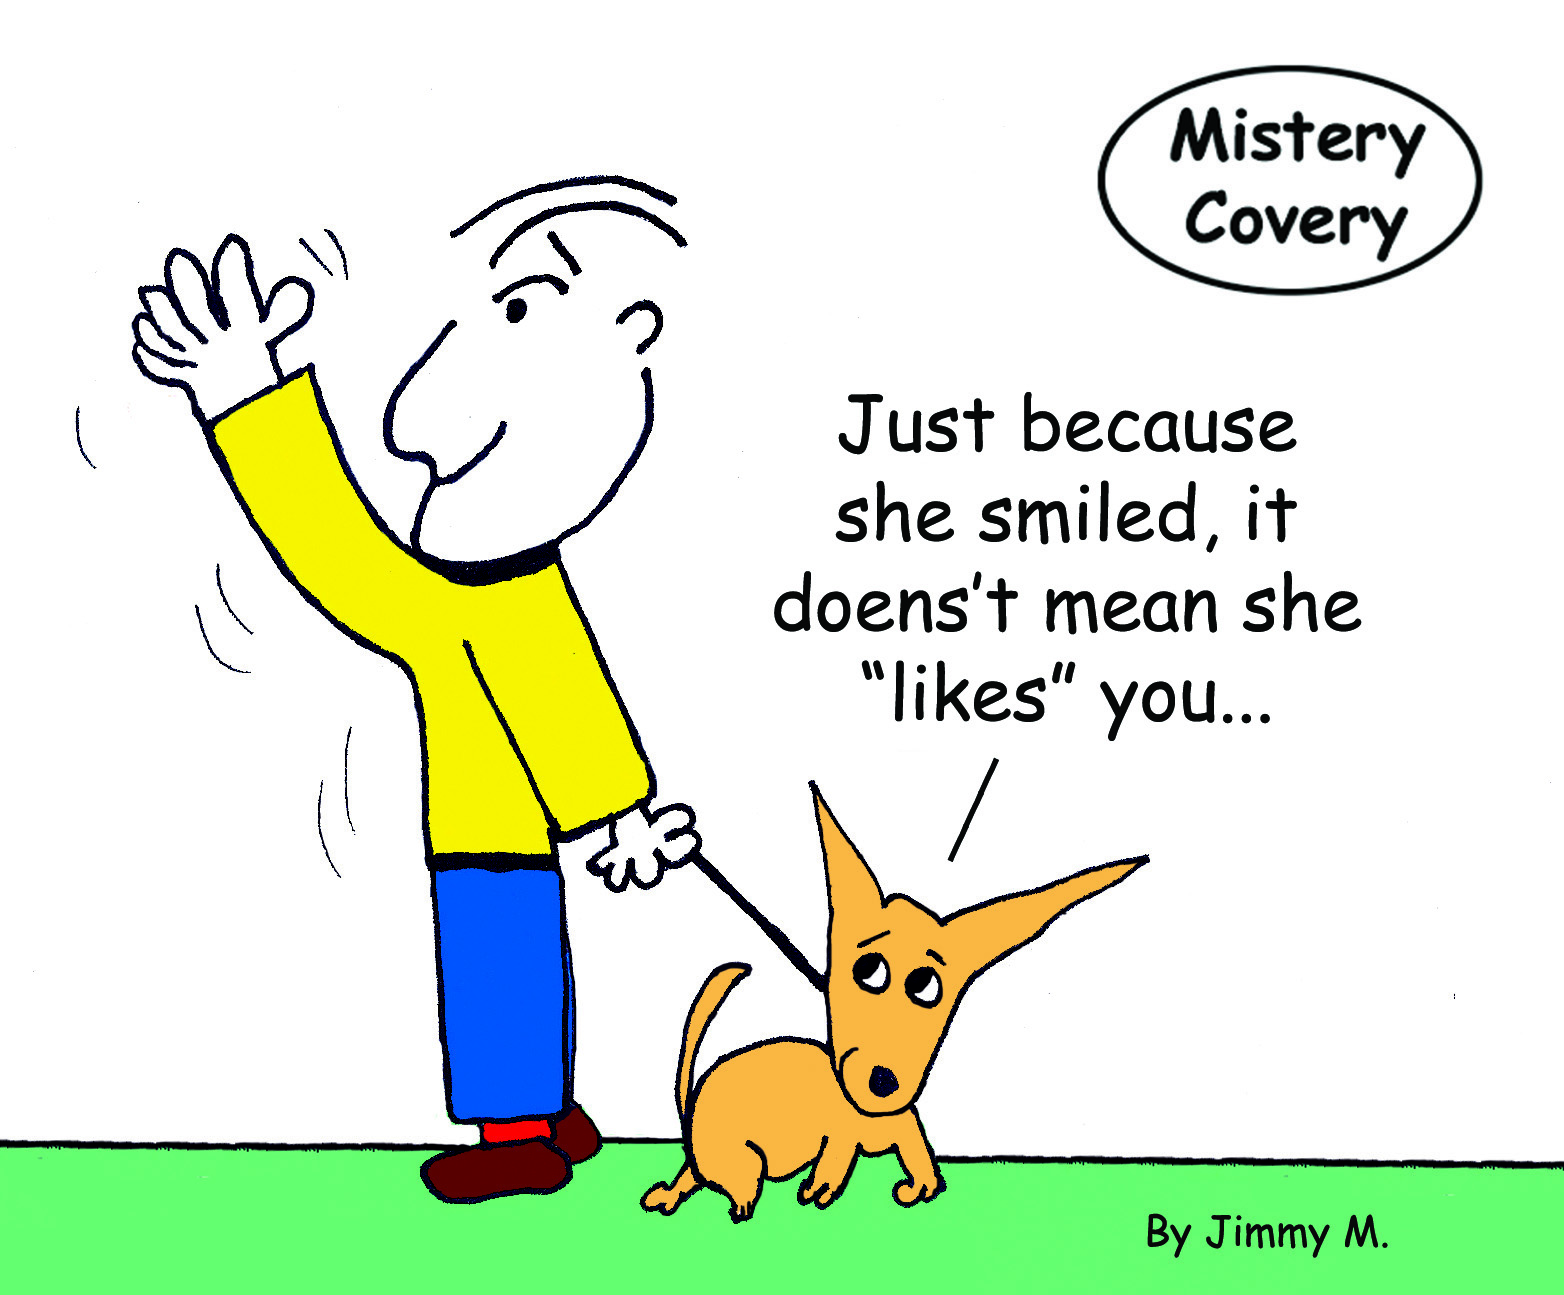 Mistery
Covery
Just because
she smiled, it
doens’t mean she
“likes” you...
By Jimmy M.